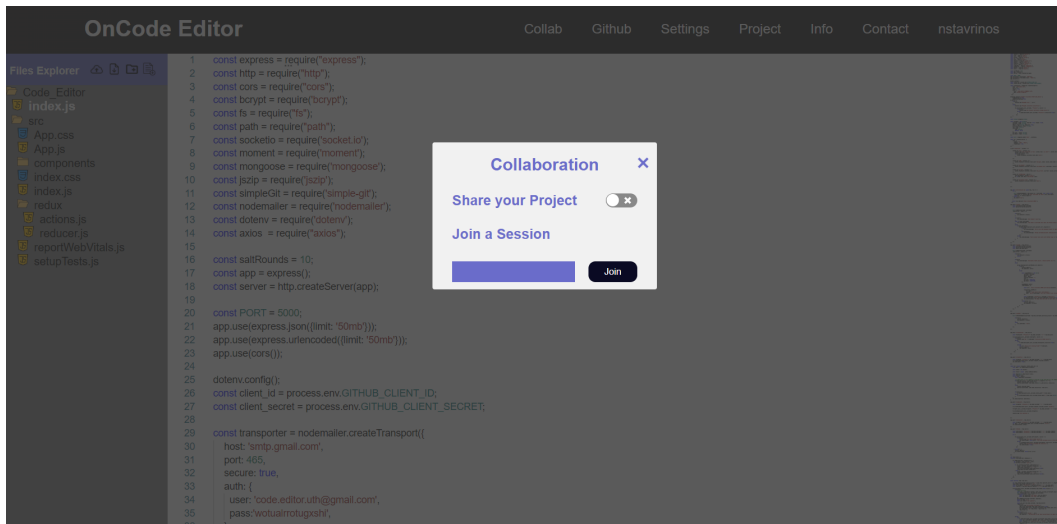 OnCode Editor
Collab Github Settings Project Info Contact nstavrinos
Files Explorer
Code_Editor
index.js
src
App.css
App.js
components
index.css
index.js
redux
actions.js
reducer.js
reportWebVitals.js
setupTests.js
1 const express = require("express");
2 const http = require("http");
3 const cors = require("cors");
4 const bcrypt = require('bcrypt');
5 const fs = require("fs");
6 const path = require("path");
7 const socketio = require('socket.io');
8 const moment = require('moment');
9 const mongoose = require('mongoose');
10 const jszip = require('jszip');
11 const simpleGit = require('simple-git');
12 const nodemailer = require('nodemailer');
13 const dotenv = require('dotenv');
14 const axios = require("axios");
15
16 const saltRounds = 10;
17 const app = express();
18 const server = http.createServer(app);
19
20 const PORT = 5000;
21 app.use(express.json({limit: '50mb'}));
22 app.use(express.urlencoded({limit: '50mb'}));
23 app.use(cors());
24
25 dotenv.config();
26 const client_id = process.env.GITHUB_CLIENT_ID;
27 const client_secret = process.env.GITHUB_CLIENT_SECRET;
28
29 const transporter = nodemailer.createTransport({
30 host: 'smtp.gmail.com',
31 port: 465,
32 secure: true,
33 auth: {
34 user: 'code.editor.uth@gmail.com',
35 pass:'wotuairrotugxshi',
Collaboration
Share your Project
Join a Session
Join